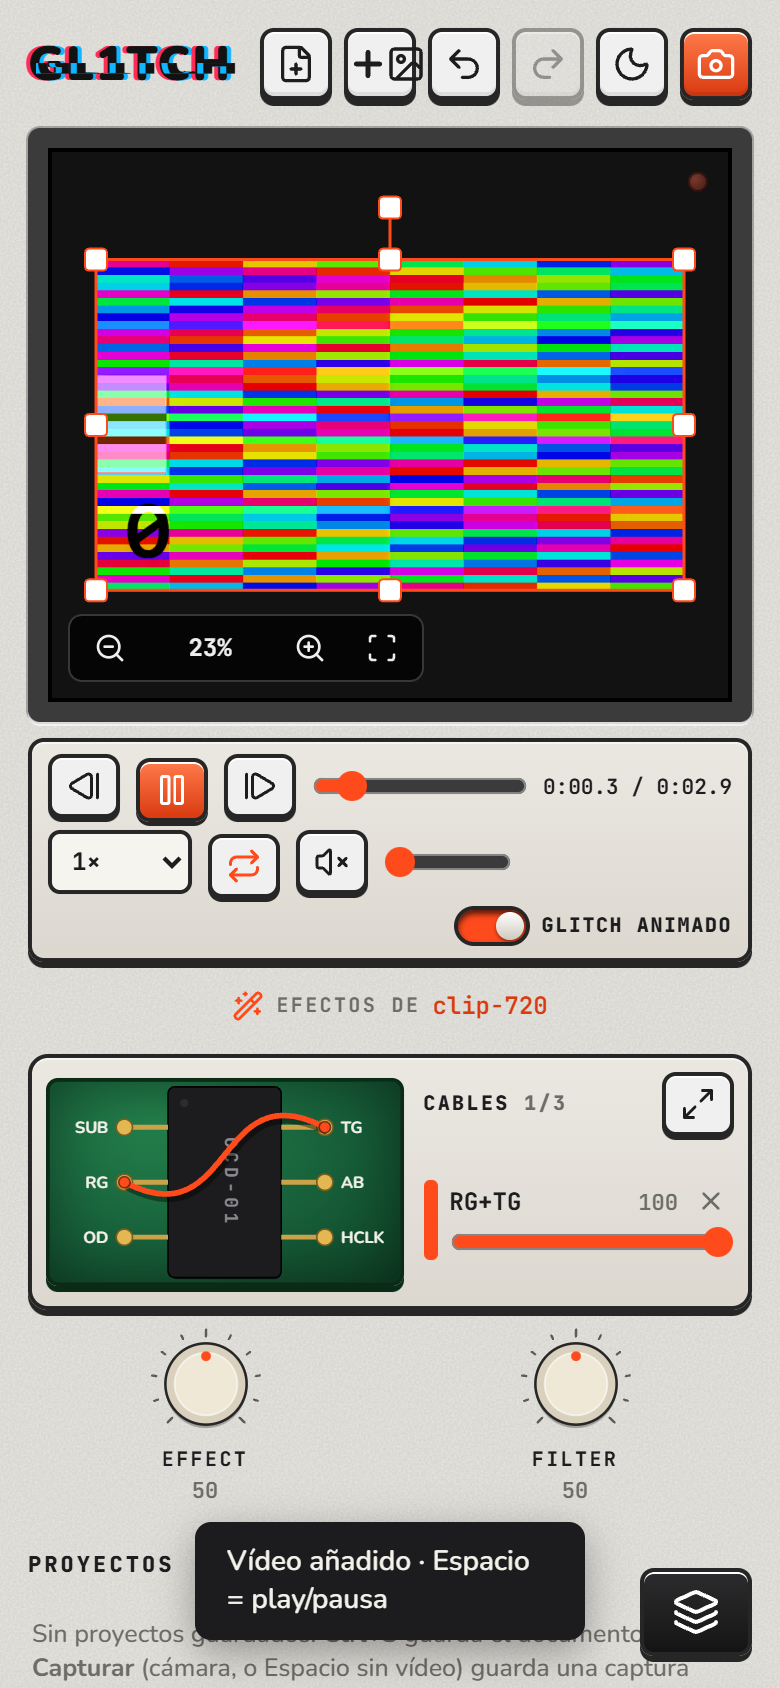 GL1TCH
0
23%
0:00.3 / 0:02.9
1×
GLITCH ANIMADO
EFECTOS DE clip-720
SUB
TG
RG
AB
OD
HCLK
CCD-01
CABLES 1/3
RG+TG 100
EFFECT
50
FILTER
50
PROYECTOS
Vídeo añadido · Espacio
= play/pausa
Sin proyectos
Capturar (cámara, o Espacio sin vídeo) guarda una captura